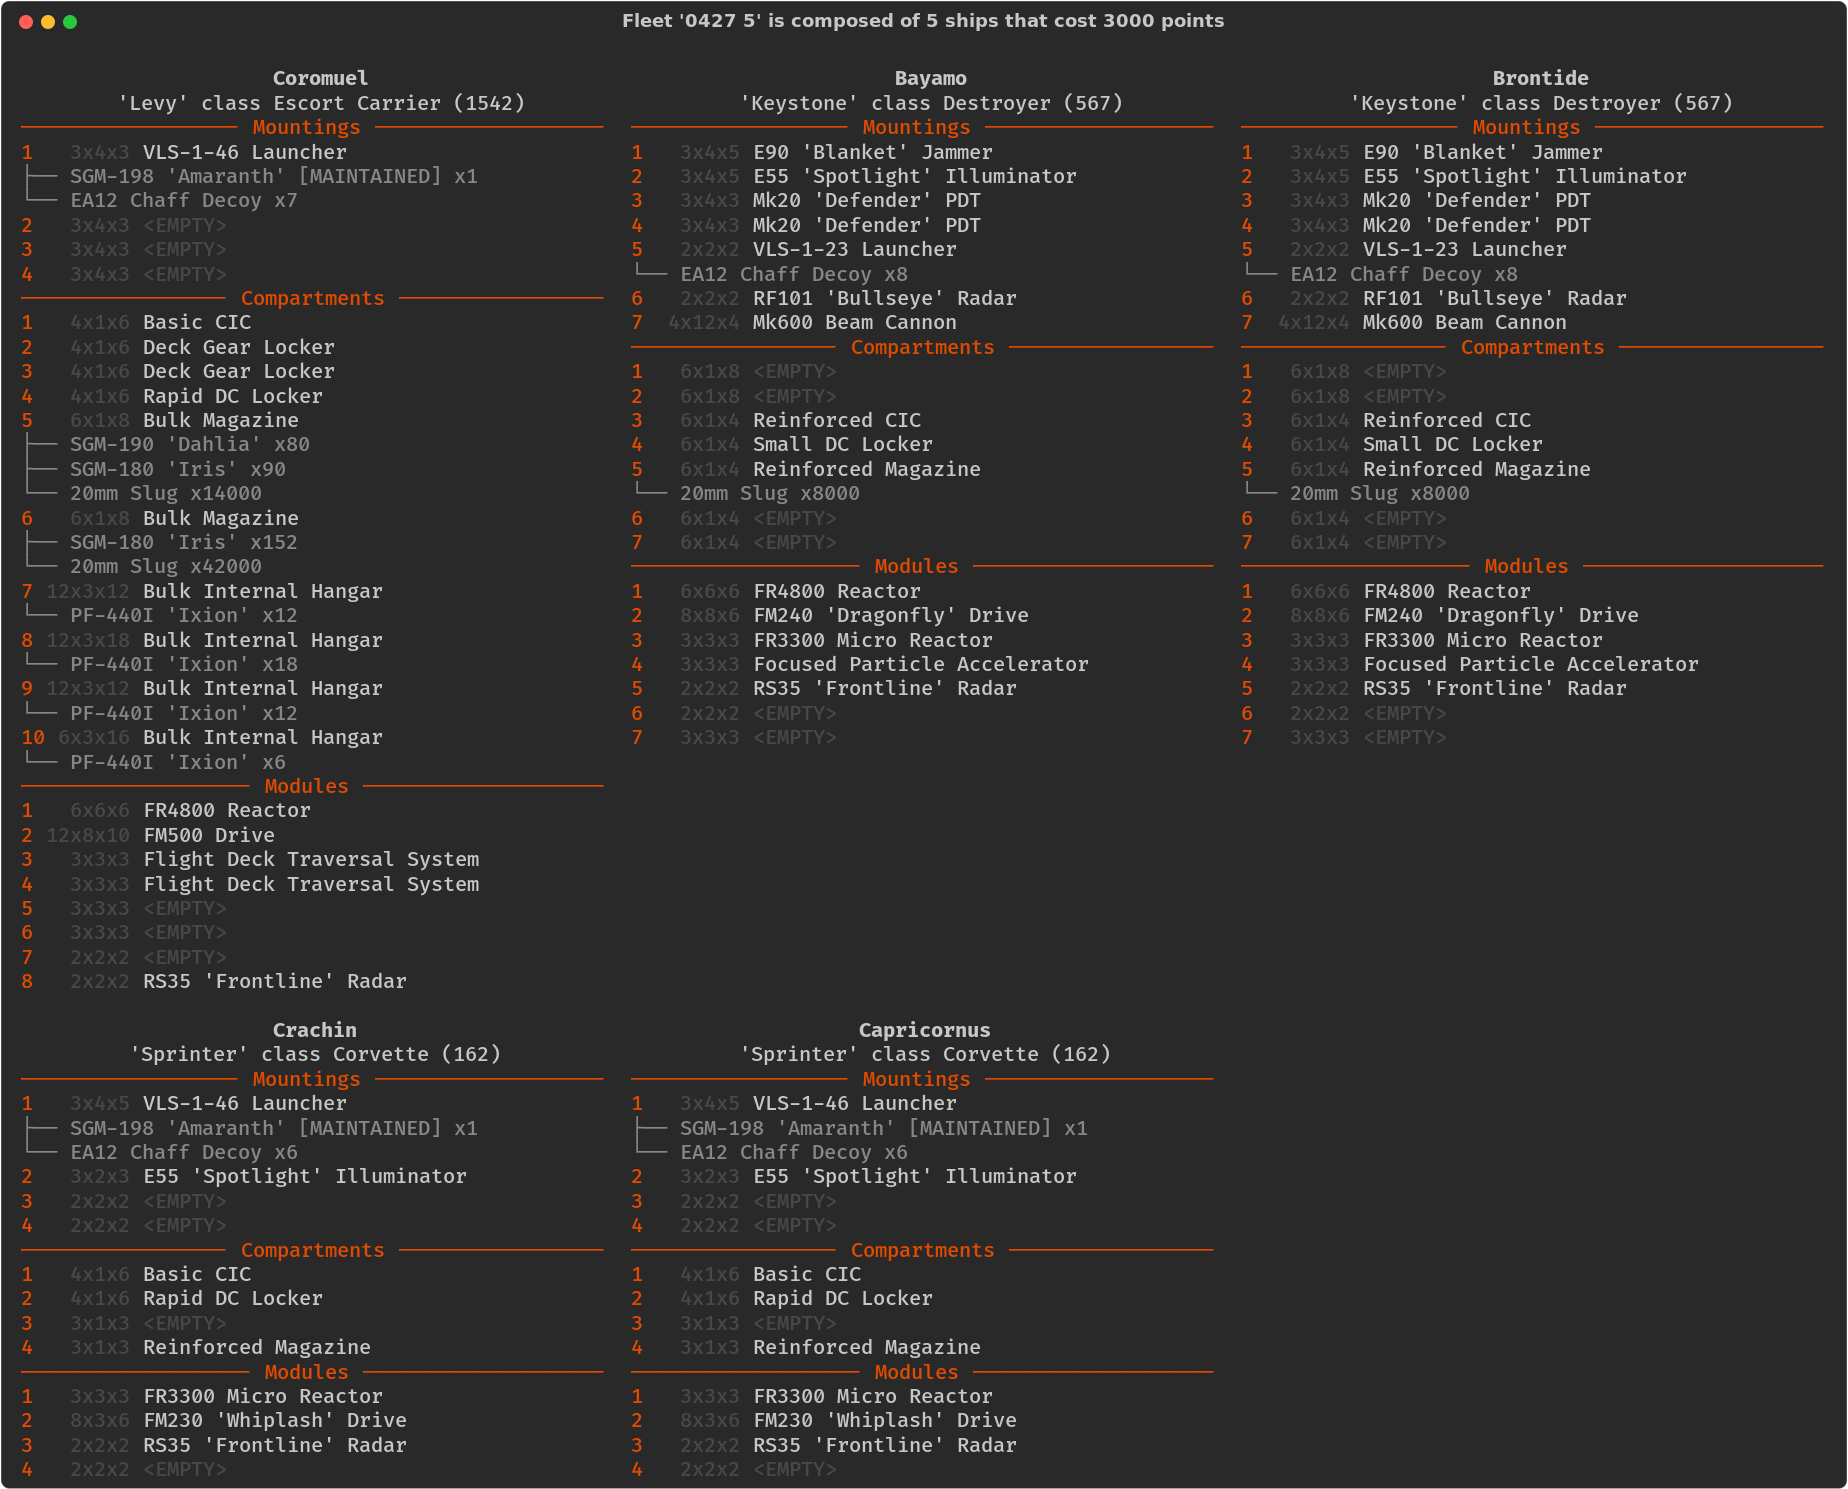 Fleet '0427 5' is composed of 5 ships that cost 3000 points
Coromuel
'Levy' class Escort Carrier (1542)
Mountings
1 3x4x3 VLS-1-46 Launcher
├── SGM-198 'Amaranth' [MAINTAINED] x1
└── EA12 Chaff Decoy x7
2 3x4x3 <EMPTY>
3 3x4x3 <EMPTY>
4 3x4x3 <EMPTY>
Compartments
1 4x1x6 Basic CIC
2 4x1x6 Deck Gear Locker
3 4x1x6 Deck Gear Locker
4 4x1x6 Rapid DC Locker
5 6x1x8 Bulk Magazine
├── SGM-190 'Dahlia' x80
├── SGM-180 'Iris' x90
└── 20mm Slug x14000
6 6x1x8 Bulk Magazine
├── SGM-180 'Iris' x152
└── 20mm Slug x42000
7 12x3x12 Bulk Internal Hangar
└── PF-440I 'Ixion' x12
8 12x3x18 Bulk Internal Hangar
└── PF-440I 'Ixion' x18
9 12x3x12 Bulk Internal Hangar
└── PF-440I 'Ixion' x12
10 6x3x16 Bulk Internal Hangar
└── PF-440I 'Ixion' x6
Modules
1 6x6x6 FR4800 Reactor
2 12x8x10 FM500 Drive
3 3x3x3 Flight Deck Traversal System
4 3x3x3 Flight Deck Traversal System
5 3x3x3 <EMPTY>
6 3x3x3 <EMPTY>
7 2x2x2 <EMPTY>
8 2x2x2 RS35 'Frontline' Radar
Bayamo
'Keystone' class Destroyer (567)
Mountings
1 3x4x5 E90 'Blanket' Jammer
2 3x4x5 E55 'Spotlight' Illuminator
3 3x4x3 Mk20 'Defender' PDT
4 3x4x3 Mk20 'Defender' PDT
5 2x2x2 VLS-1-23 Launcher
└── EA12 Chaff Decoy x8
6 2x2x2 RF101 'Bullseye' Radar
7 4x12x4 Mk600 Beam Cannon
Compartments
1 6x1x8 <EMPTY>
2 6x1x8 <EMPTY>
3 6x1x4 Reinforced CIC
4 6x1x4 Small DC Locker
5 6x1x4 Reinforced Magazine
└── 20mm Slug x8000
6 6x1x4 <EMPTY>
7 6x1x4 <EMPTY>
Modules
1 6x6x6 FR4800 Reactor
2 8x8x6 FM240 'Dragonfly' Drive
3 3x3x3 FR3300 Micro Reactor
4 3x3x3 Focused Particle Accelerator
5 2x2x2 RS35 'Frontline' Radar
6 2x2x2 <EMPTY>
7 3x3x3 <EMPTY>
Brontide
'Keystone' class Destroyer (567)
Mountings
1 3x4x5 E90 'Blanket' Jammer
2 3x4x5 E55 'Spotlight' Illuminator
3 3x4x3 Mk20 'Defender' PDT
4 3x4x3 Mk20 'Defender' PDT
5 2x2x2 VLS-1-23 Launcher
└── EA12 Chaff Decoy x8
6 2x2x2 RF101 'Bullseye' Radar
7 4x12x4 Mk600 Beam Cannon
Compartments
1 6x1x8 <EMPTY>
2 6x1x8 <EMPTY>
3 6x1x4 Reinforced CIC
4 6x1x4 Small DC Locker
5 6x1x4 Reinforced Magazine
└── 20mm Slug x8000
6 6x1x4 <EMPTY>
7 6x1x4 <EMPTY>
Modules
1 6x6x6 FR4800 Reactor
2 8x8x6 FM240 'Dragonfly' Drive
3 3x3x3 FR3300 Micro Reactor
4 3x3x3 Focused Particle Accelerator
5 2x2x2 RS35 'Frontline' Radar
6 2x2x2 <EMPTY>
7 3x3x3 <EMPTY>
Crachin
'Sprinter' class Corvette (162)
Mountings
1 3x4x5 VLS-1-46 Launcher
├── SGM-198 'Amaranth' [MAINTAINED] x1
└── EA12 Chaff Decoy x6
2 3x2x3 E55 'Spotlight' Illuminator
3 2x2x2 <EMPTY>
4 2x2x2 <EMPTY>
Compartments
1 4x1x6 Basic CIC
2 4x1x6 Rapid DC Locker
3 3x1x3 <EMPTY>
4 3x1x3 Reinforced Magazine
Modules
1 3x3x3 FR3300 Micro Reactor
2 8x3x6 FM230 'Whiplash' Drive
3 2x2x2 RS35 'Frontline' Radar
4 2x2x2 <EMPTY>
Capricornus
'Sprinter' class Corvette (162)
Mountings
1 3x4x5 VLS-1-46 Launcher
├── SGM-198 'Amaranth' [MAINTAINED] x1
└── EA12 Chaff Decoy x6
2 3x2x3 E55 'Spotlight' Illuminator
3 2x2x2 <EMPTY>
4 2x2x2 <EMPTY>
Compartments
1 4x1x6 Basic CIC
2 4x1x6 Rapid DC Locker
3 3x1x3 <EMPTY>
4 3x1x3 Reinforced Magazine
Modules
1 3x3x3 FR3300 Micro Reactor
2 8x3x6 FM230 'Whiplash' Drive
3 2x2x2 RS35 'Frontline' Radar
4 2x2x2 <EMPTY>